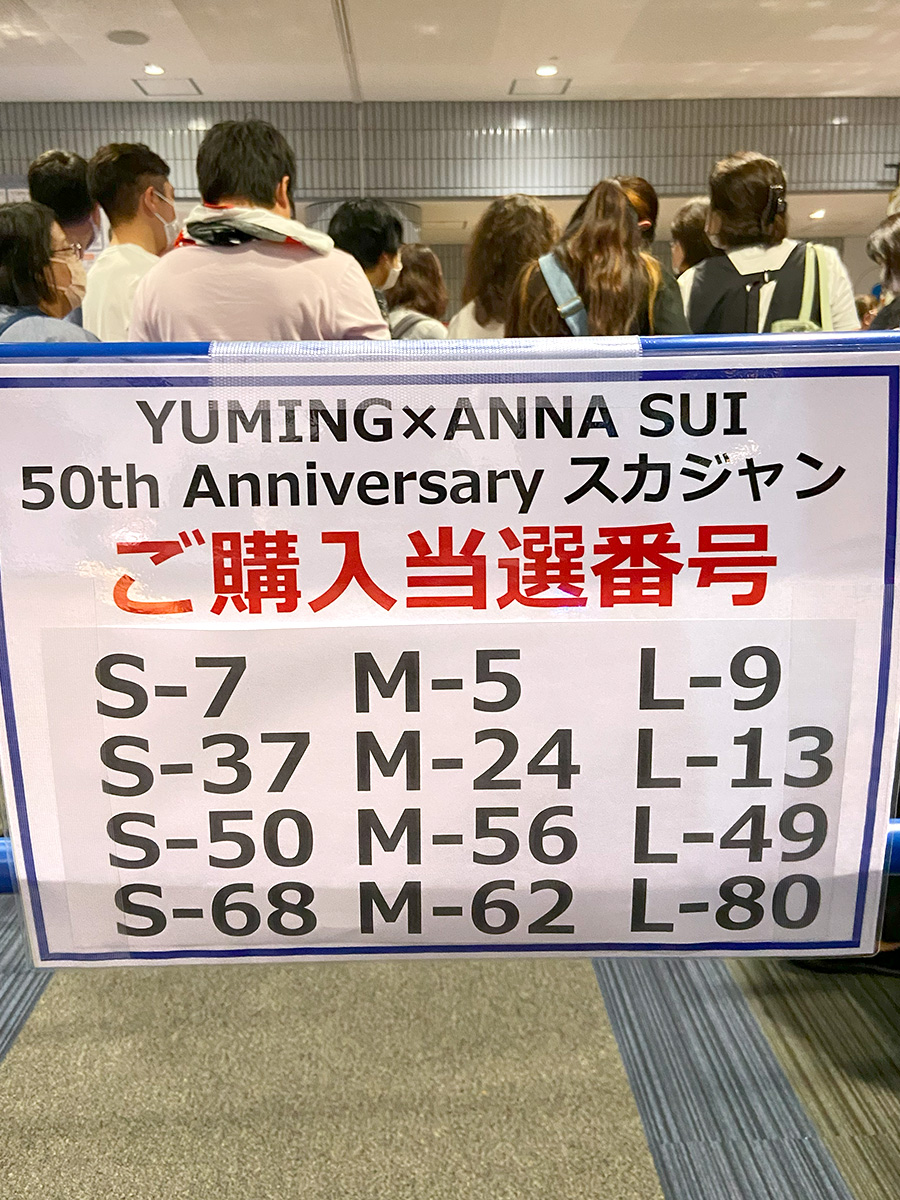 YUMING×ANNA SUI
50th Anniversary スカジャン
ご購入当選番号
S-7 M-5 L-9
S-37 M-24 L-13
S-50 M-56 L-49
S-68 M-62 L-80